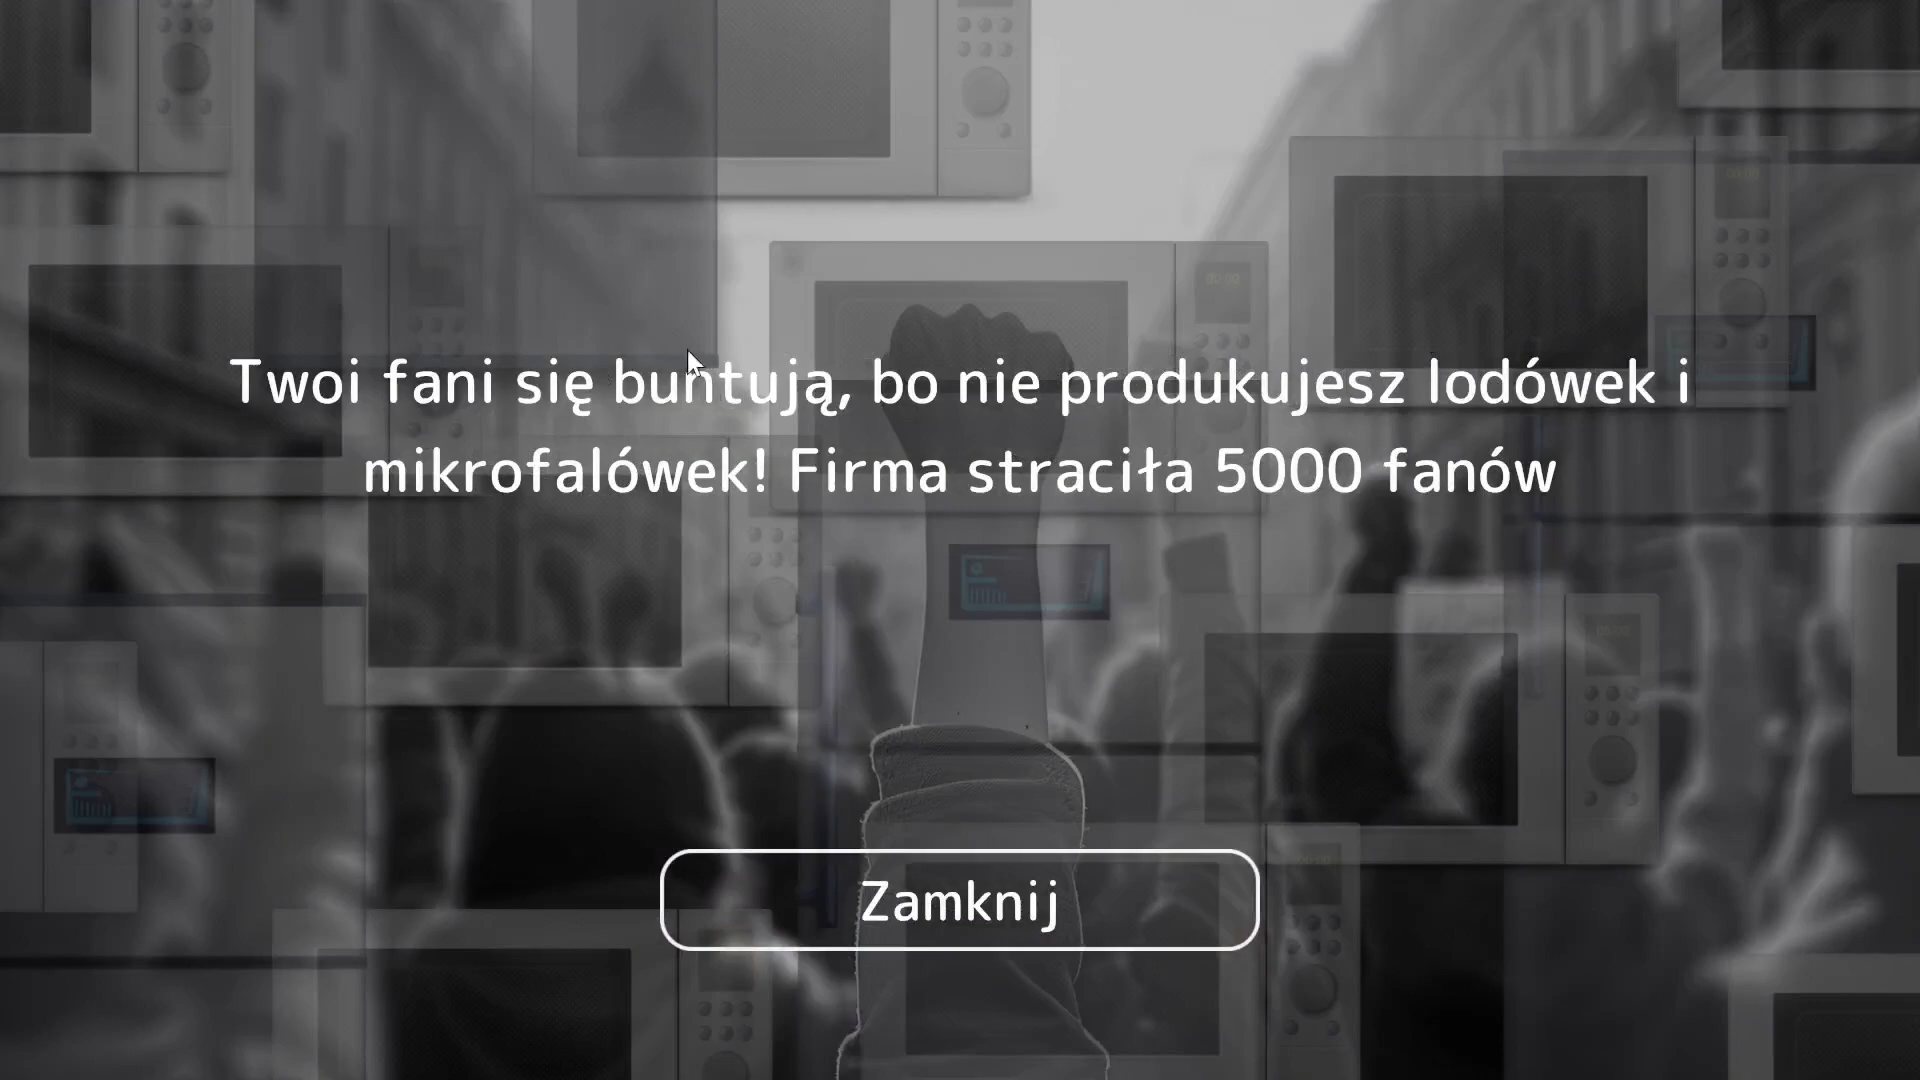 Twoi fani się buntują, bo nie produkujesz lodówek i
mikrofalówek! Firma straciła 5000 fanów
Zamknij